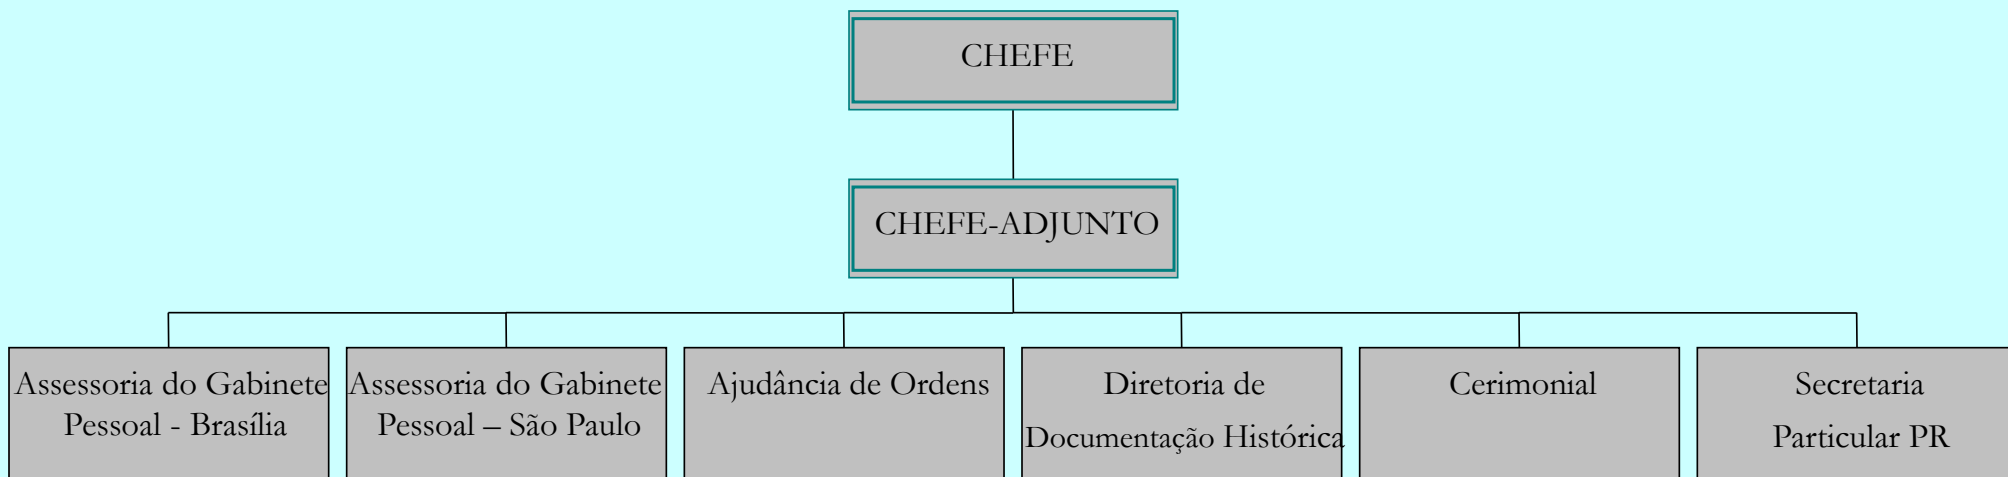 CHEFE
CHEFE-ADJUNTO
Assessoria do Gabinete
Pessoal - Brasília
Assessoria do Gabinete
Pessoal – São Paulo
Ajudância de Ordens
Diretoria de
Documentação Histórica
Cerimonial
Secretaria
Particular PR